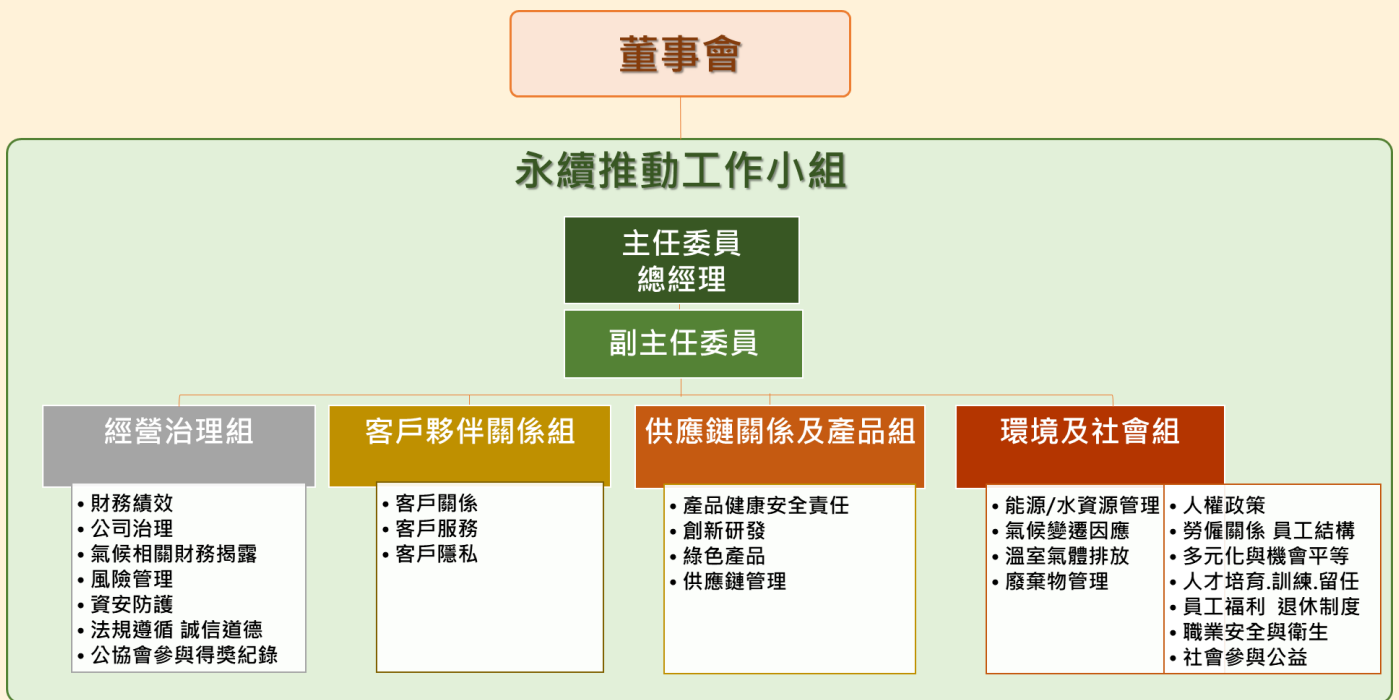 董事會
永續推動工作小組
主任委員
總經理
副主任委員
經營治理組
• 財務績效
• 公司治理
• 氣候相關財務揭露
• 風險管理
• 資安防護
• 法規遵循 誠信道德
• 公協會參與得獎紀錄
客戶夥伴關係組
• 客戶關係
• 客戶服務
• 客戶隱私
供應鏈關係及產品組
• 產品健康安全責任
• 創新研發
• 綠色產品
• 供應鏈管理
環境及社會組
• 能源/水資源管理
• 氣候變遷因應
• 溫室氣體排放
• 廢棄物管理
• 人權政策
• 勞僱關係 員工結構
• 多元化與機會平等
• 人才培育.訓練.留任
• 員工福利 退休制度
• 職業安全與衛生
• 社會參與公益